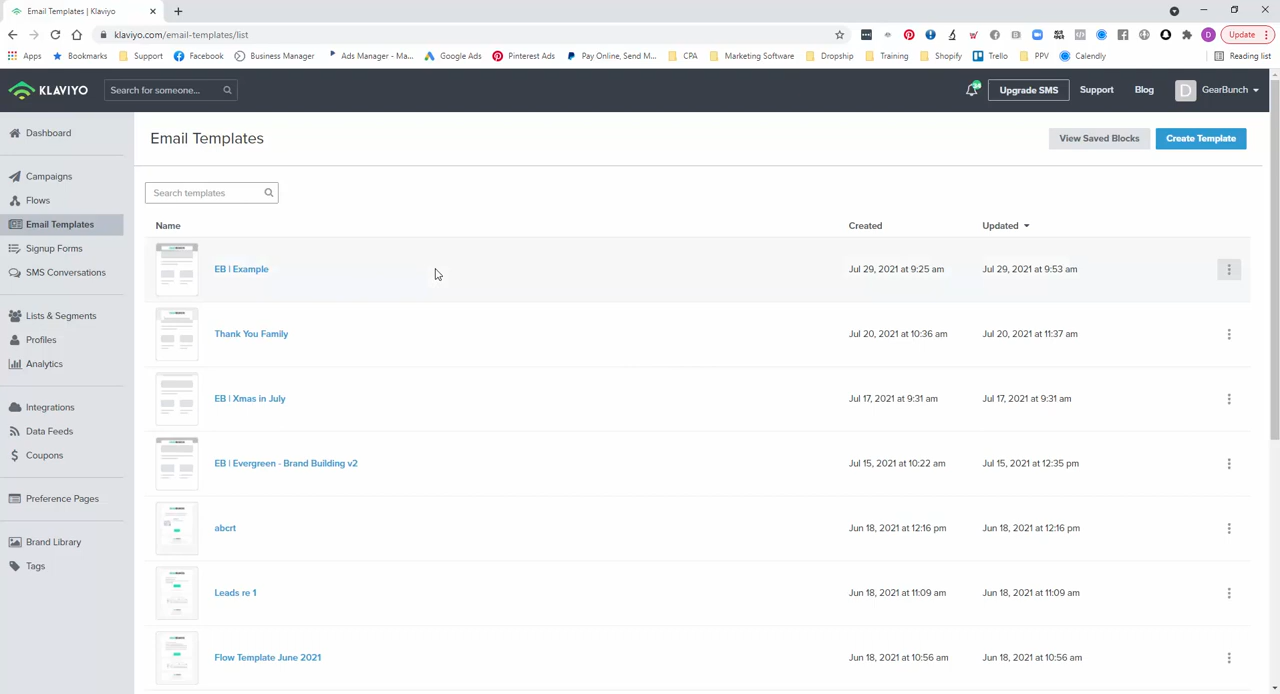 Email Templates | Klaviyo
klaviyo.com/email-templates/list
Update
Apps
Bookmarks
Support
Facebook
Business Manager
Ads Manager - Ma...
Google Ads
Pinterest Ads
Pay Online, Send M...
CPA
Marketing Software
Dropship
Training
Shopify
Trello
PPV
Calendly
Reading list
KLAVIYO
Search for someone...
Upgrade SMS
Support
Blog
D
GearBunch
Dashboard
Campaigns
Flows
Email Templates
Signup Forms
SMS Conversations
Lists & Segments
Profiles
Analytics
Integrations
Data Feeds
Coupons
Preference Pages
Brand Library
Tags
Email Templates
View Saved Blocks
Create Template
Search templates
Name Created Updated
EB | Example Jul 29, 2021 at 9:25 am Jul 29, 2021 at 9:53 am
Thank You Family Jul 20, 2021 at 10:36 am Jul 20, 2021 at 11:37 am
EB | Xmas in July Jul 17, 2021 at 9:31 am Jul 17, 2021 at 9:31 am
EB | Evergreen - Brand Building v2 Jul 15, 2021 at 10:22 am Jul 15, 2021 at 12:35 pm
abcrt Jun 18, 2021 at 12:16 pm Jun 18, 2021 at 12:16 pm
Leads re 1 Jun 18, 2021 at 11:09 am Jun 18, 2021 at 11:09 am
Flow Template June 2021 Jun 18, 2021 at 10:56 am Jun 18, 2021 at 10:56 am